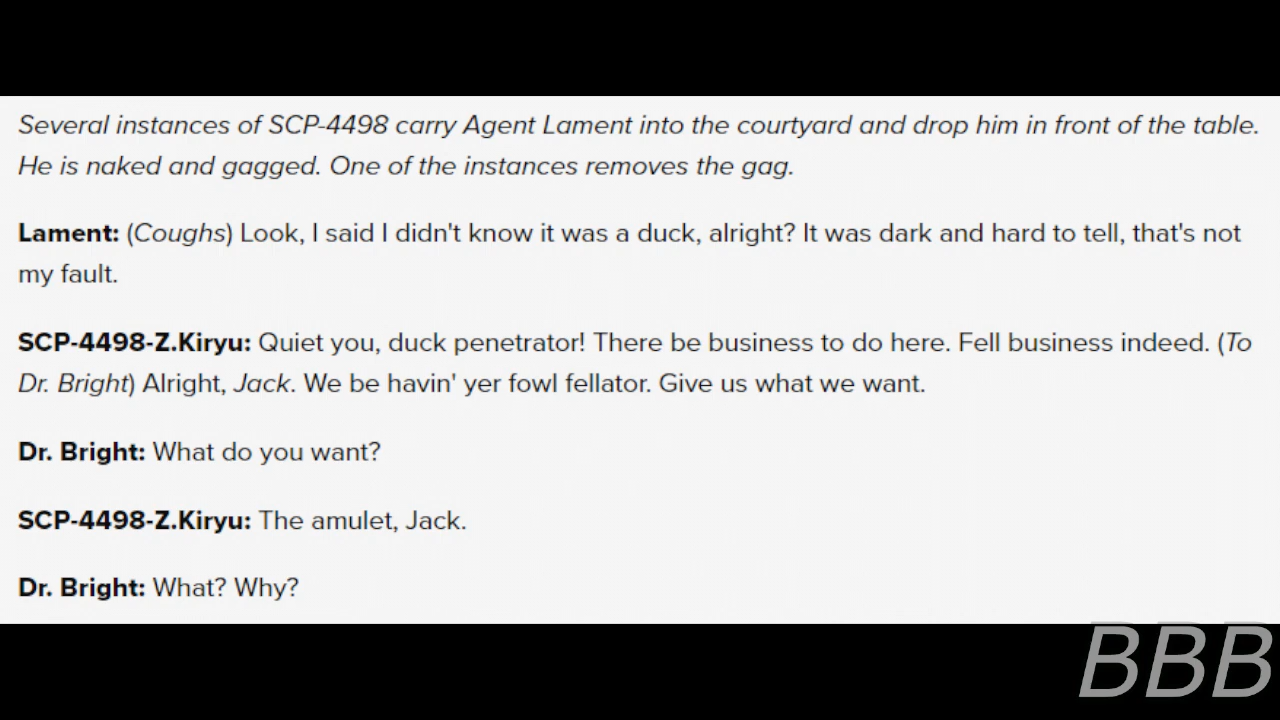 Several instances of SCP-4498 carry Agent Lament into the courtyard and drop him in front of the table.
He is naked and gagged. One of the instances removes the gag.
Lament: (Coughs) Look, I said I didn't know it was a duck, alright? It was dark and hard to tell, that's not
my fault.
SCP-4498-Z.Kiryu: Quiet you, duck penetrator! There be business to do here. Fell business indeed. (To
Dr. Bright) Alright, Jack. We be havin' yer fowl fellator. Give us what we want.
Dr. Bright: What do you want?
SCP-4498-Z.Kiryu: The amulet, Jack.
Dr. Bright: What? Why?
BBB